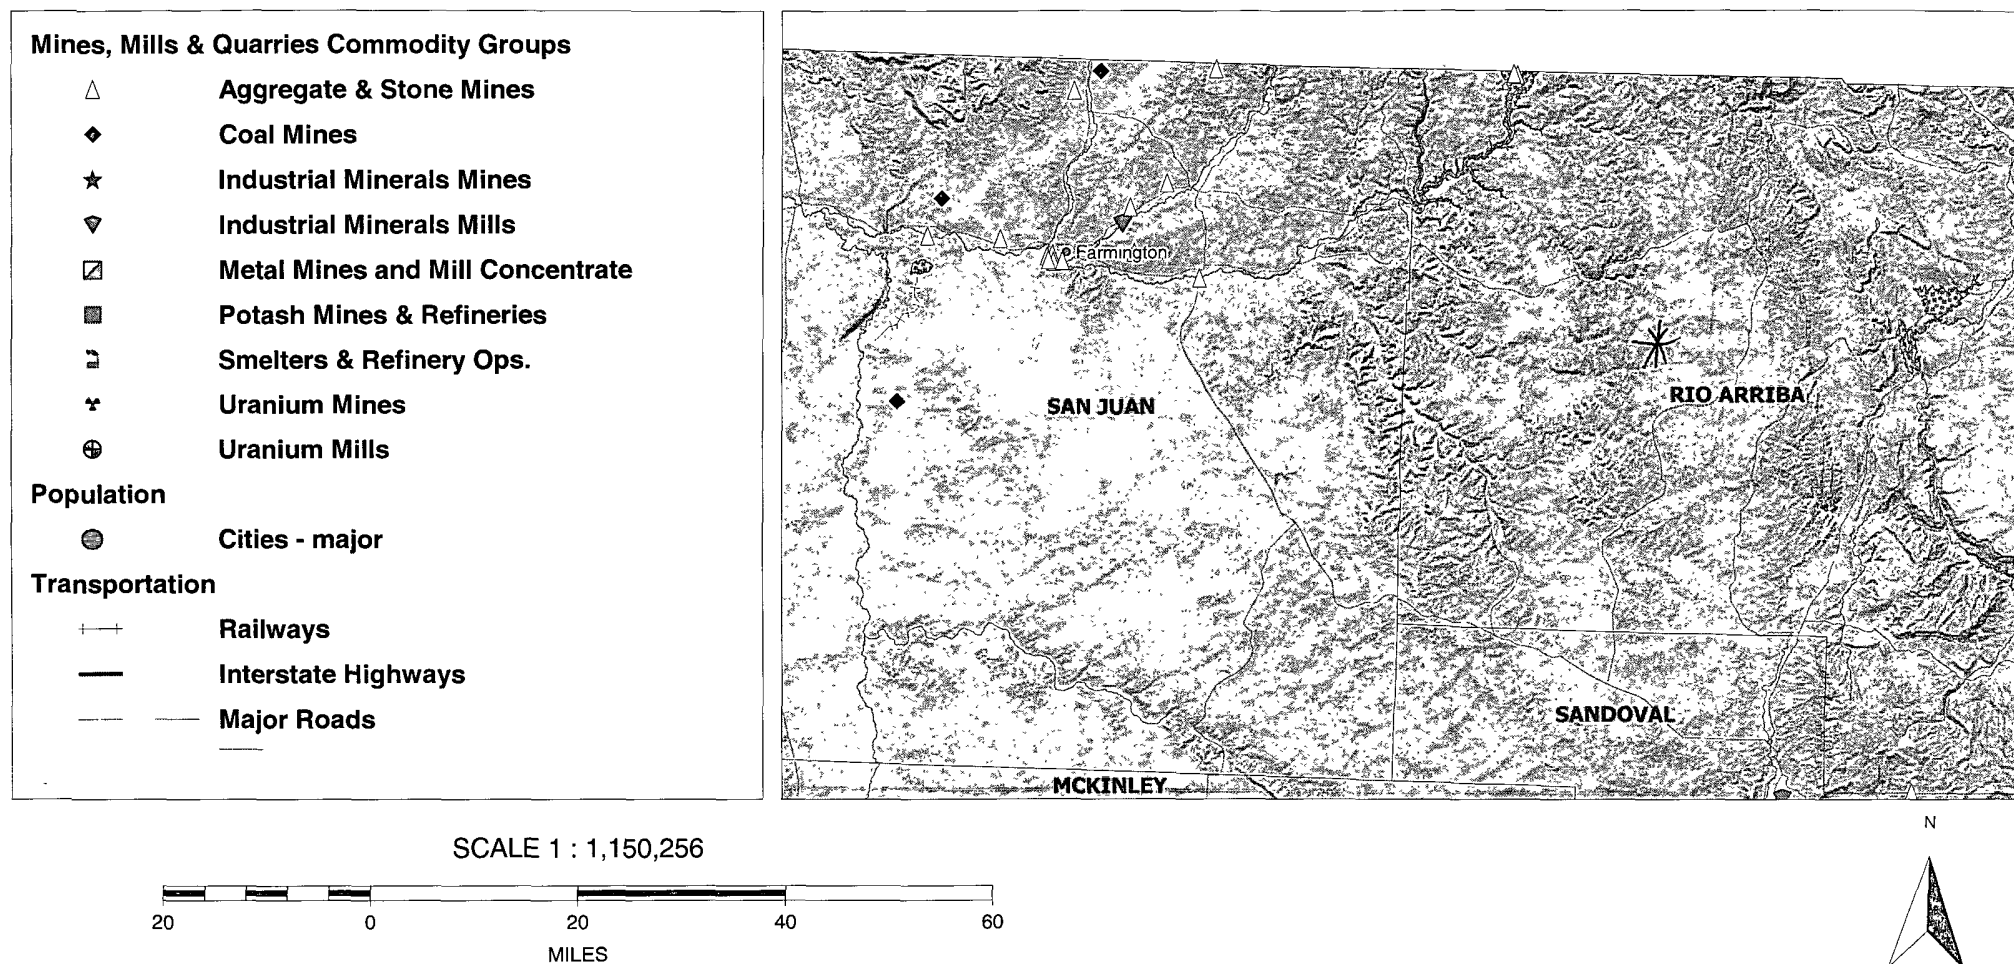 Mines, Mills & Quarries Commodity Groups
Aggregate & Stone Mines
Coal Mines
Industrial Minerals Mines
Industrial Minerals Mills
Metal Mines and Mill Concentrate
Potash Mines & Refineries
Smelters & Refinery Ops.
Uranium Mines
Uranium Mills
Population
Cities - major
Transportation
Railways
Interstate Highways
Major Roads
Farmington
SAN JUAN
RIO ARRIBA
SANDOVAL
MCKINLEY
SCALE 1 : 1,150,256
20 0 20 40 60
MILES
N